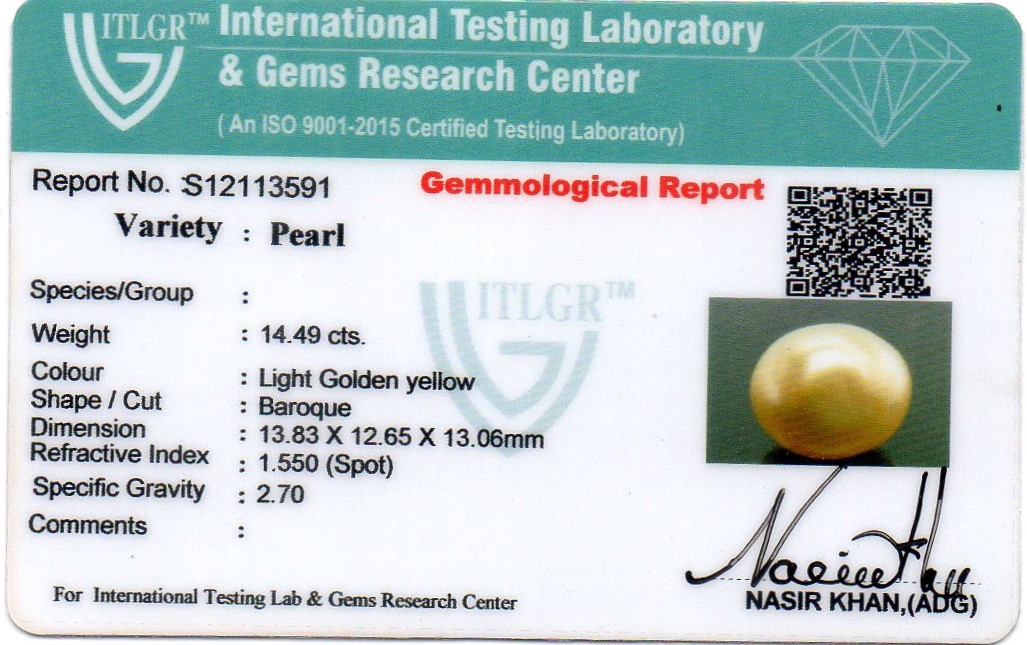 ITLGR™
International Testing Laboratory
& Gems Research Center
( An ISO 9001-2015 Certified Testing Laboratory)
Report No. :S12113591
Gemmological Report
Variety : Pearl
Species/Group :
ITLGR™
Weight : 14.49 cts.
Colour : Light Golden yellow
Shape / Cut : Baroque
Dimension : 13.83 X 12.65 X 13.06mm
Refractive Index : 1.550 (Spot)
Specific Gravity : 2.70
Comments :
Nasir Khan
NASIR KHAN,(ADG)
For International Testing Lab & Gems Research Center